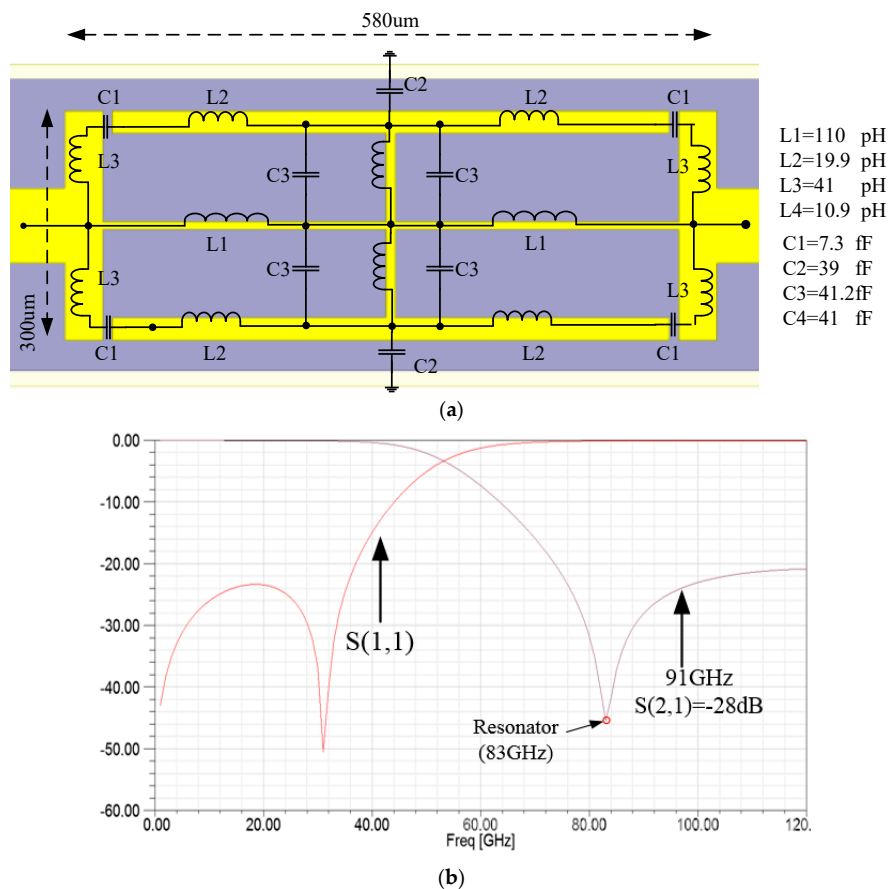 580um
C2
C1 L2 L2 C1
L3 L3
C3 C3
L1 L1
C3 C3
L3 L3
C1 L2 C2 L2 C1
300um
L1=110 pH
L2=19.9 pH
L3=41 pH
L4=10.9 pH
C1=7.3 fF
C2=39 fF
C3=41.2fF
C4=41 fF
(a)
0.00
-10.00
-20.00
-30.00
-40.00
-50.00
-60.00
S(1,1)
91GHz
S(2,1)=-28dB
Resonator
(83GHz)
0.00 20.00 40.00 60.00 80.00 100.00 120.
Freq [GHz]
(b)